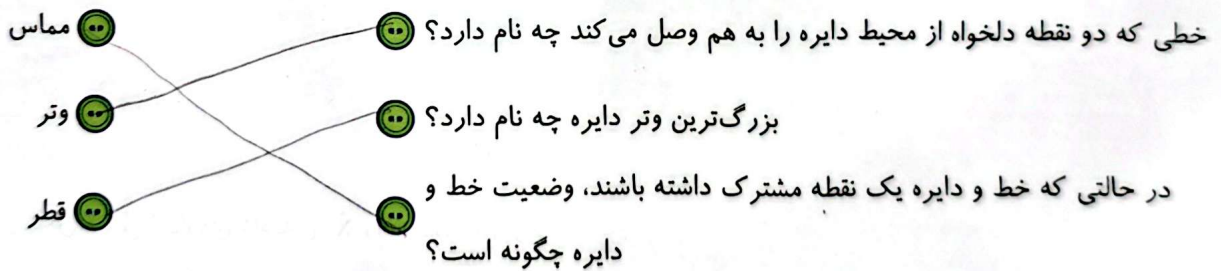 خطی که دو نقطه دلخواه از محیط دایره را به هم وصل می‌کند چه نام دارد؟
مماس
بزرگ‌ترین وتر دایره چه نام دارد؟
وتر
در حالتی که خط و دایره یک نقطه مشترک داشته باشند، وضعیت خط و
دایره چگونه است؟
قطر